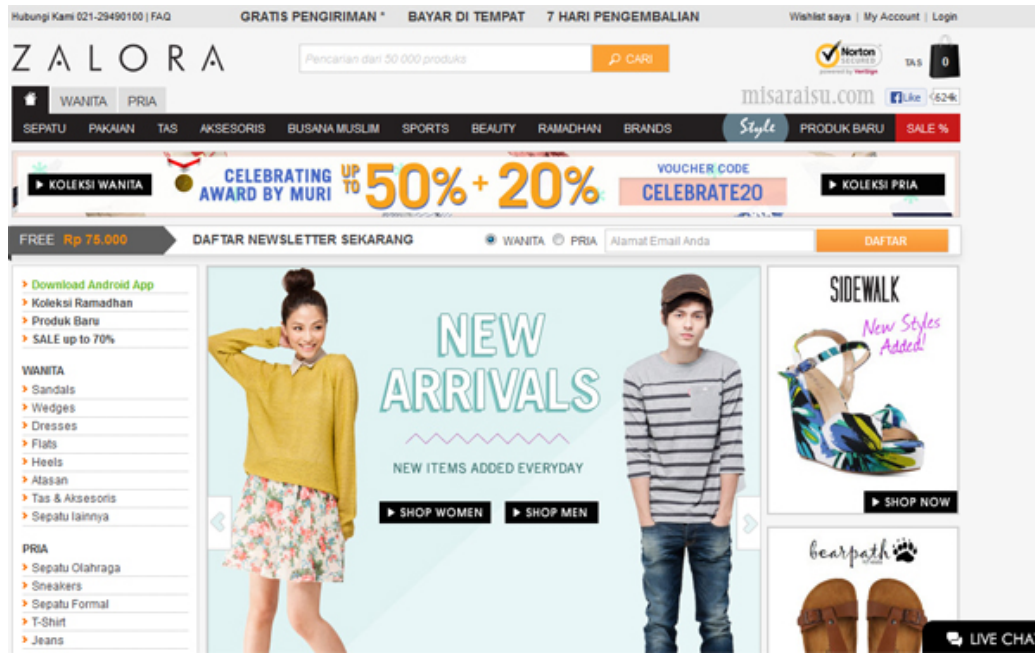 Hubungi Kami 021-29490100 | FAQ
GRATIS PENGIRIMAN * BAYAR DI TEMPAT 7 HARI PENGEMBALIAN
Wishlist saya | My Account | Login
ZALORA
Pencarian dari 50 000 produks
CARI
Norton
SECURED
powered by VeriSign
TAS 0
WANITA PRIA
misaraisu.com
Like 624k
SEPATU PAKAIAN TAS AKSESORIS BUSANA MUSLIM SPORTS BEAUTY RAMADHAN BRANDS Style PRODUK BARU SALE %
KOLEKSI WANITA
CELEBRATING
AWARD BY MURI
UP TO 50% + 20%
VOUCHER CODE
CELEBRATE20
KOLEKSI PRIA
FREE Rp 75.000
DAFTAR NEWSLETTER SEKARANG
WANITA PRIA
Alamat Email Anda
DAFTAR
Download Android App
Koleksi Ramadhan
Produk Baru
SALE up to 70%
WANITA
Sandals
Wedges
Dresses
Flats
Heels
Atasan
Tas & Aksesoris
Sepatu lainnya
PRIA
Sepatu Olahraga
Sneakers
Sepatu Formal
T-Shirt
Jeans
NEW
ARRIVALS
NEW ITEMS ADDED EVERYDAY
SHOP WOMEN SHOP MEN
SIDEWALK
New Styles
Added!
SHOP NOW
bearpath
LIVE CHA